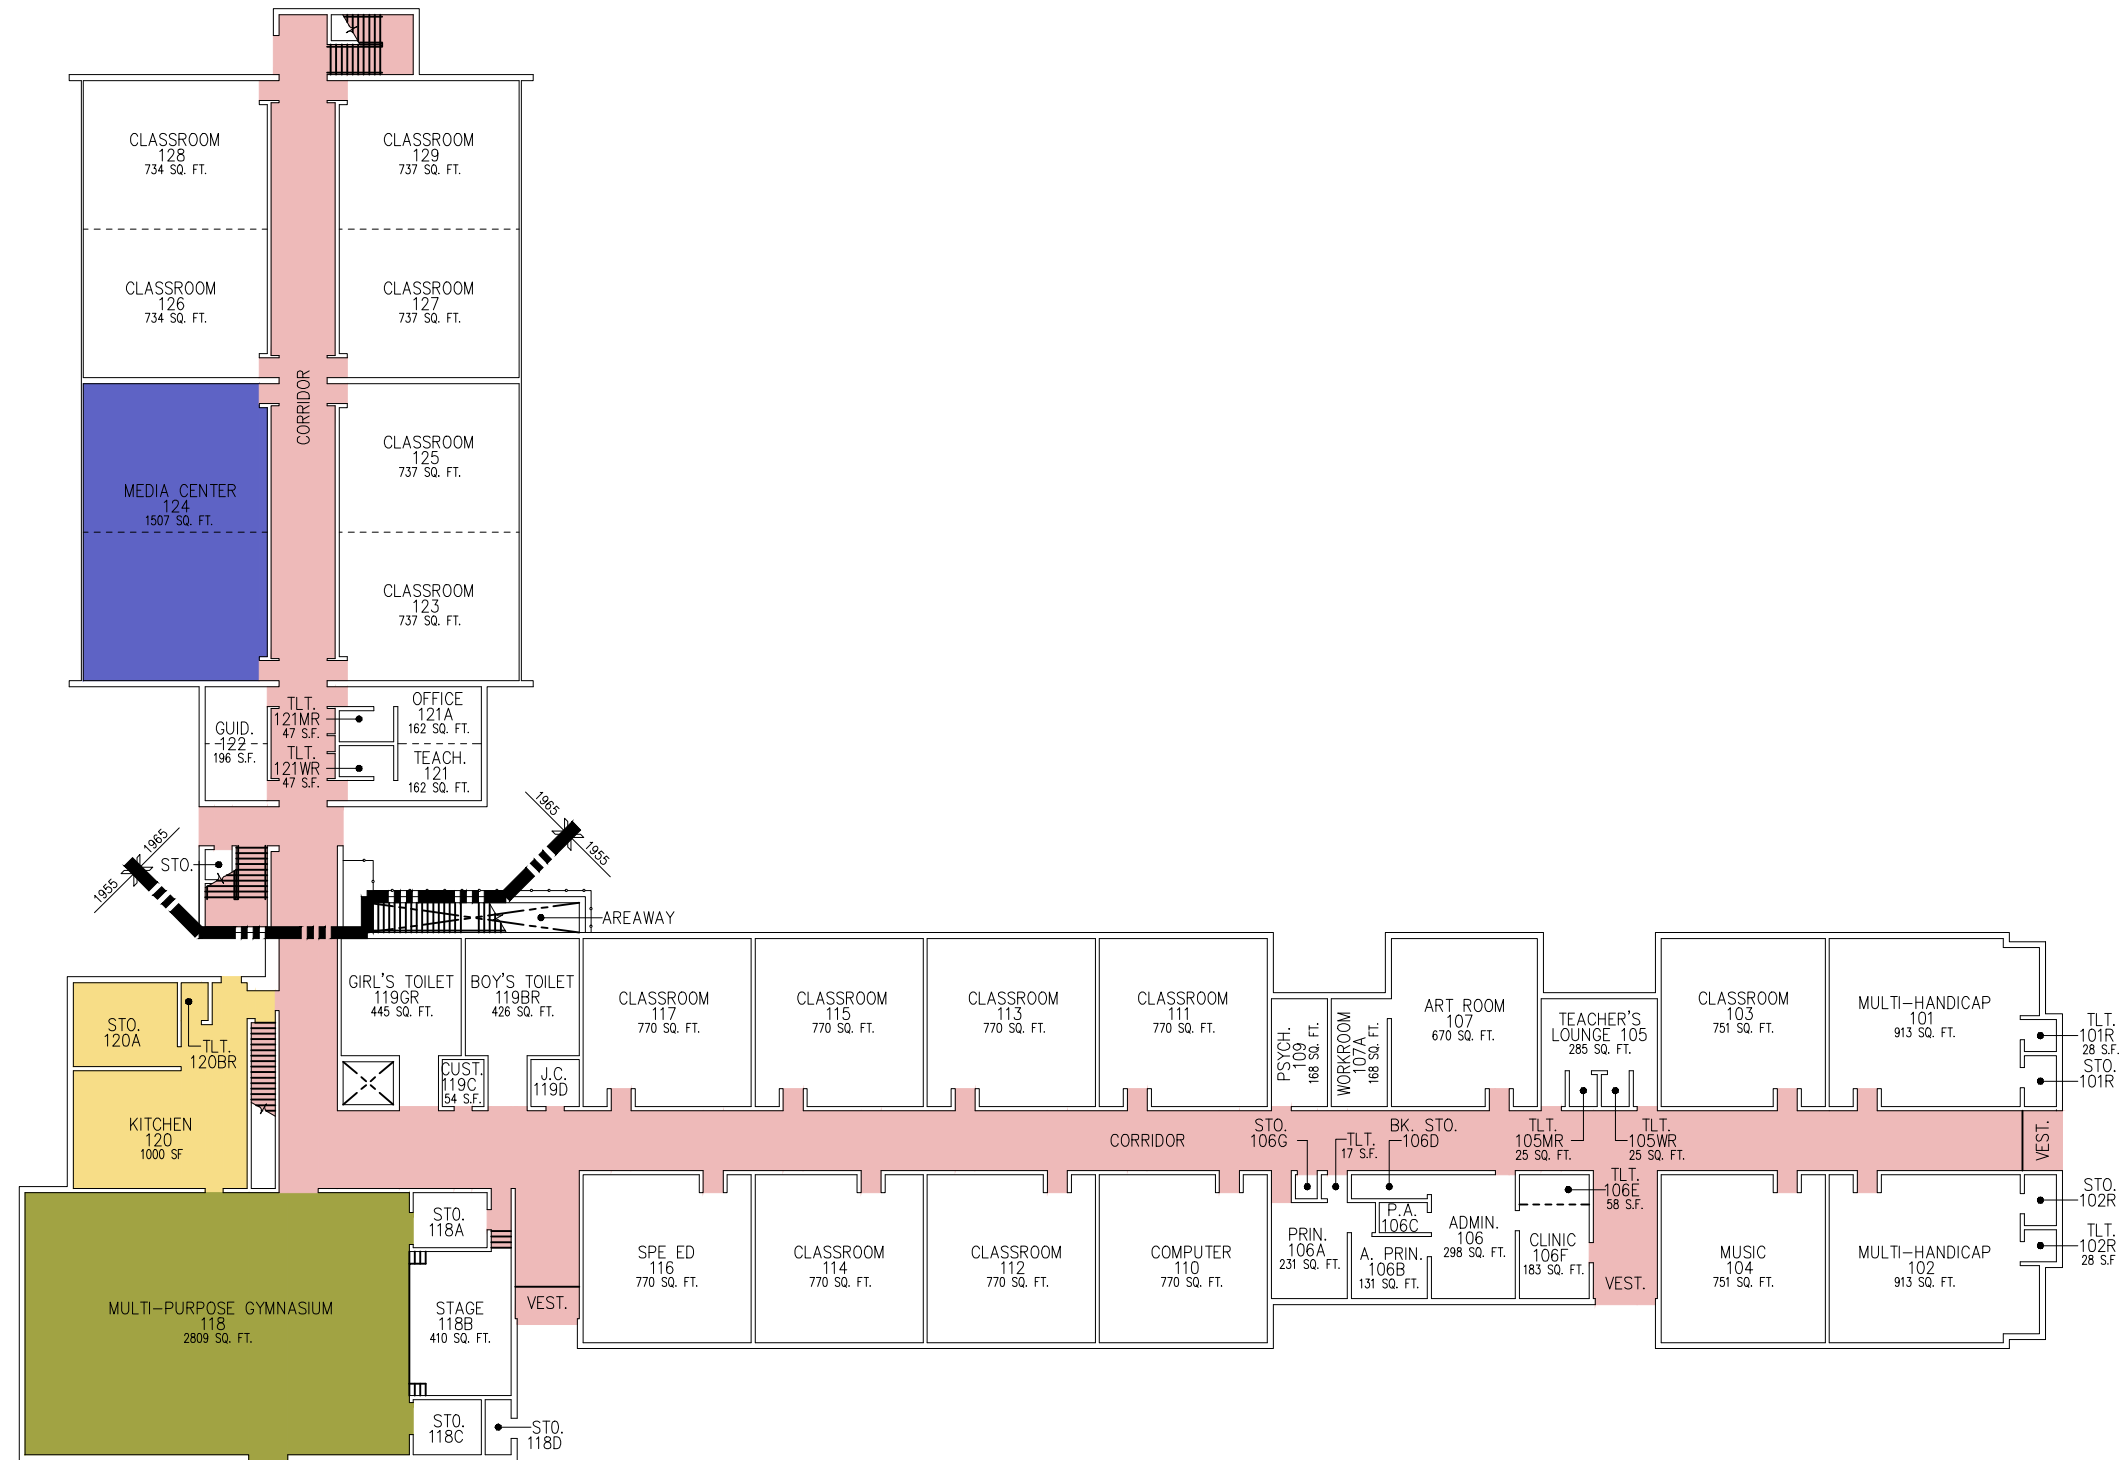 CLASSROOM
128
734 SQ. FT.
CLASSROOM
129
737 SQ. FT.
CLASSROOM
126
734 SQ. FT.
CLASSROOM
127
737 SQ. FT.
CORRIDOR
CLASSROOM
125
737 SQ. FT.
MEDIA CENTER
124
1507 SQ. FT.
CLASSROOM
123
737 SQ. FT.
GUID.
122
196 S.F.
TLT.
121MR
47 S.F.
TLT.
121WR
47 S.F.
OFFICE
121A
162 SQ. FT.
TEACH.
121
162 SQ. FT.
1965
1955
STO.
1965
1955
AREAWAY
STO.
120A
TLT.
120BR
KITCHEN
120
1000 SF
GIRL'S TOILET
119GR
445 SQ. FT.
BOY'S TOILET
119BR
426 SQ. FT.
CUST.
119C
54 S.F.
J.C.
119D
CLASSROOM
117
770 SQ. FT.
CLASSROOM
115
770 SQ. FT.
CLASSROOM
113
770 SQ. FT.
CLASSROOM
111
770 SQ. FT.
PSYCH.
109
168 SQ. FT.
WORKROOM
107A
168 SQ. FT.
ART ROOM
107
670 SQ. FT.
TEACHER'S
LOUNGE 105
285 SQ. FT.
CLASSROOM
103
751 SQ. FT.
MULTI-HANDICAP
101
913 SQ. FT.
TLT.
101R
28 S.F.
STO.
101R
CORRIDOR
STO.
106G
TLT.
17 S.F.
BK. STO.
106D
TLT.
105MR
25 SQ. FT.
TLT.
105WR
25 SQ. FT.
VEST.
TLT.
106E
58 S.F.
STO.
102R
TLT.
102R
28 S.F
STO.
118A
SPE ED
116
770 SQ. FT.
CLASSROOM
114
770 SQ. FT.
CLASSROOM
112
770 SQ. FT.
COMPUTER
110
770 SQ. FT.
PRIN.
106A
231 SQ. FT.
P.A.
106C
A. PRIN.
106B
131 SQ. FT.
ADMIN.
106
298 SQ. FT.
CLINIC
106F
183 SQ. FT.
VEST.
MUSIC
104
751 SQ. FT.
MULTI-HANDICAP
102
913 SQ. FT.
MULTI-PURPOSE GYMNASIUM
118
2809 SQ. FT.
STAGE
118B
410 SQ. FT.
VEST.
STO.
118C
STO.
118D